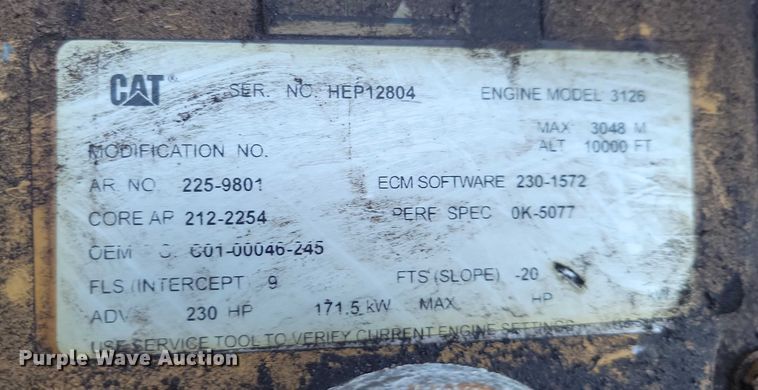 CAT® SER. NO. HEP12804 ENGINE MODEL 3126
MAX 3048 M
MODIFICATION NO. ALT 10000 FT
AR NO 225-9801 ECM SOFTWARE 230-1572
CORE AR 212-2254 PERF SPEC 0K-5077
OEM C01-00046-245
FLS (INTERCEPT 9 FTS (SLOPE) -20
ADV 230 HP 171.5 kW MAX HP
USE SERVICE TOOL TO VERIFY CURRENT ENGINE SETTINGS
Purple Wave Auction